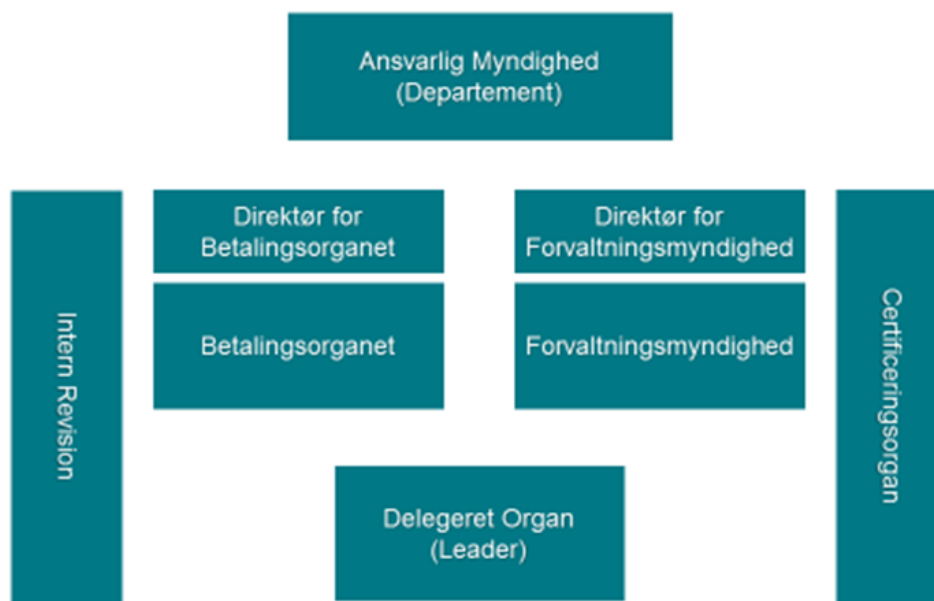 Ansvarlig Myndighed
(Departement)
Intern Revision
Direktør for
Betalingsorganet
Direktør for
Forvaltningsmyndighed
Certificeringsorgan
Betalingsorganet
Forvaltningsmyndighed
Delegeret Organ
(Leader)